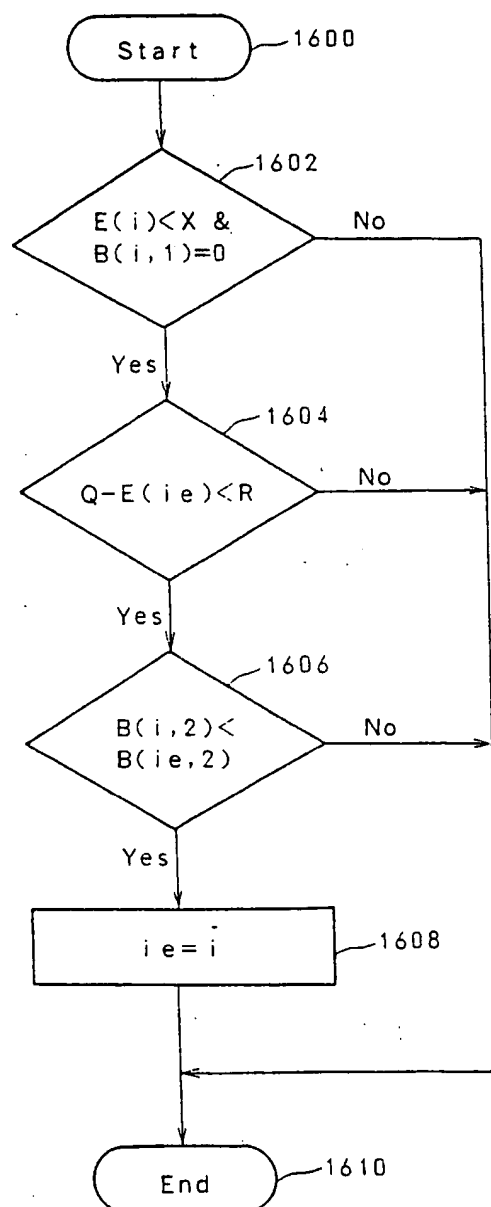 Start
1600
1602
E(i)<X &
B(i,1)=0
No
Yes
1604
Q-E(ie)<R
No
Yes
1606
B(i,2)<
B(ie,2)
No
Yes
ie=i
1608
End
1610